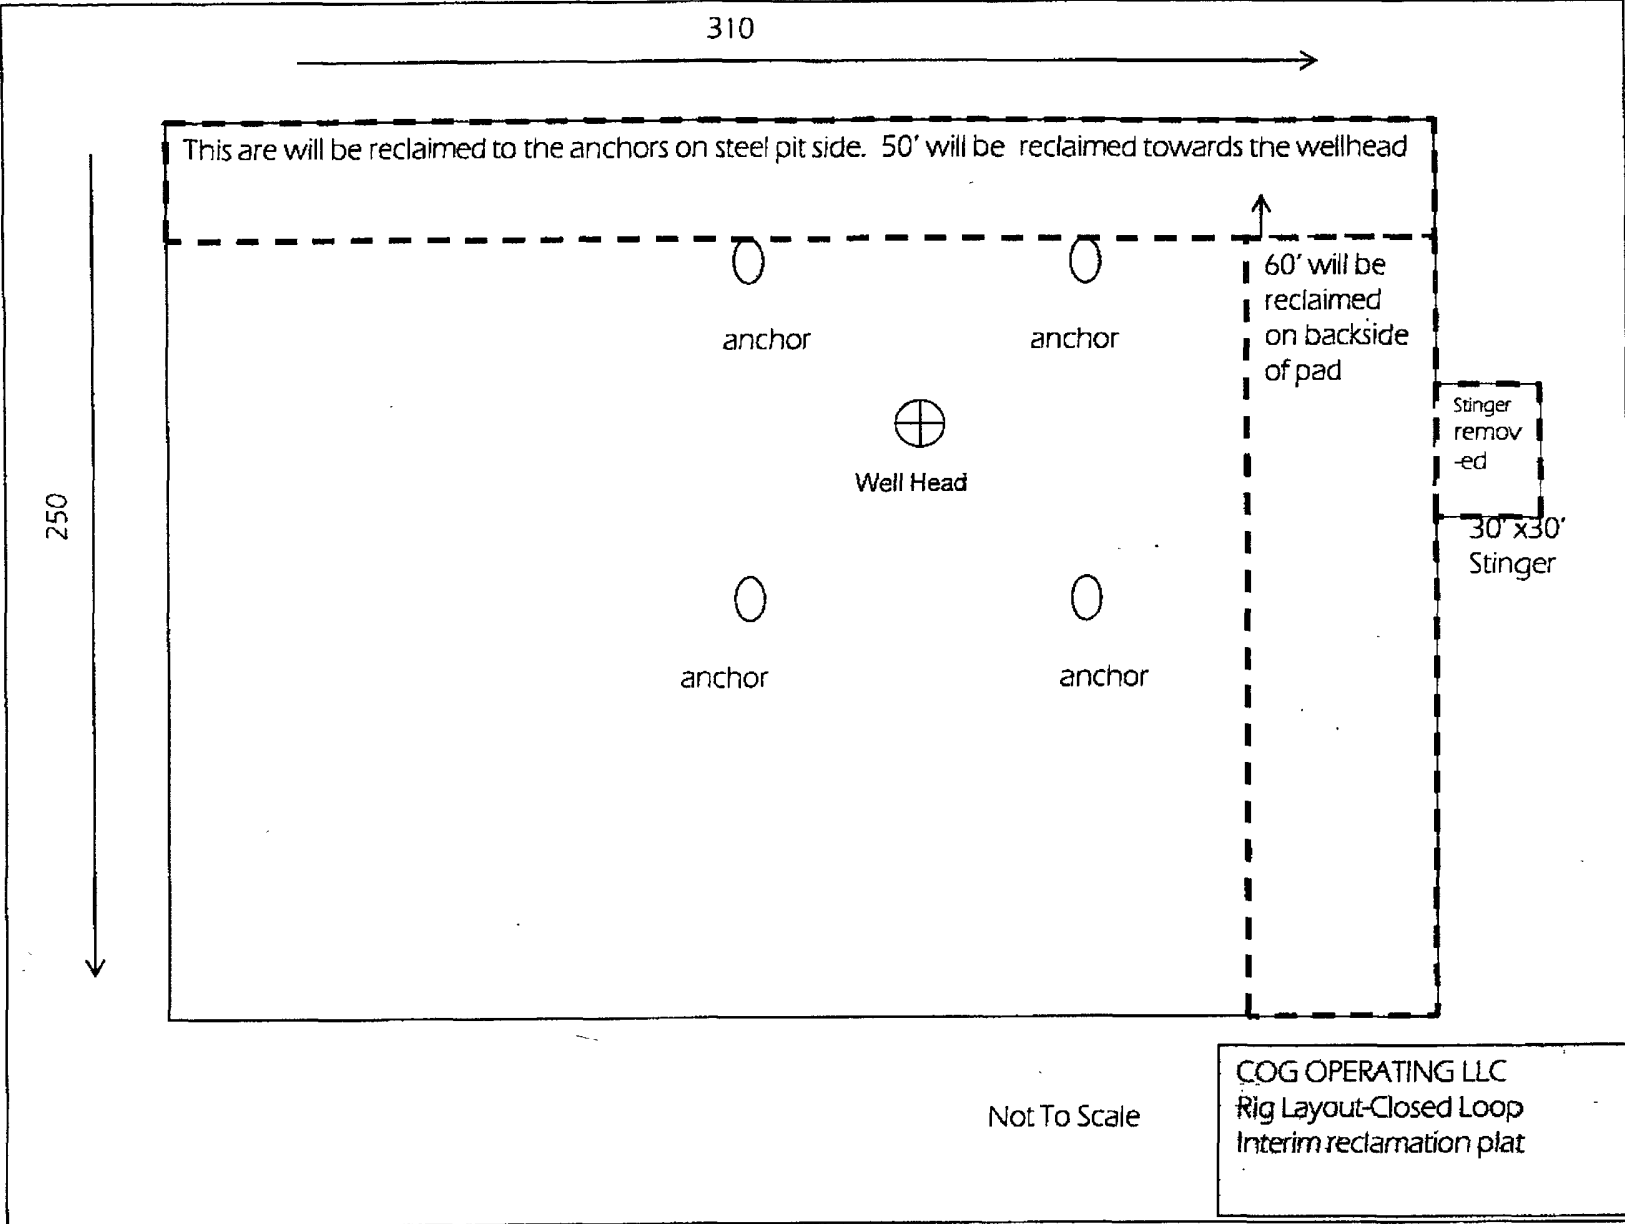 310
This are will be reclaimed to the anchors on steel pit side. 50' will be reclaimed towards the wellhead
60' will be
reclaimed
on backside
of pad
anchor
anchor
Stinger
remov
-ed
Well Head
250
30' x30'
Stinger
anchor
anchor
COG OPERATING LLC
Rig Layout-Closed Loop
Interim reclamation plat
Not To Scale